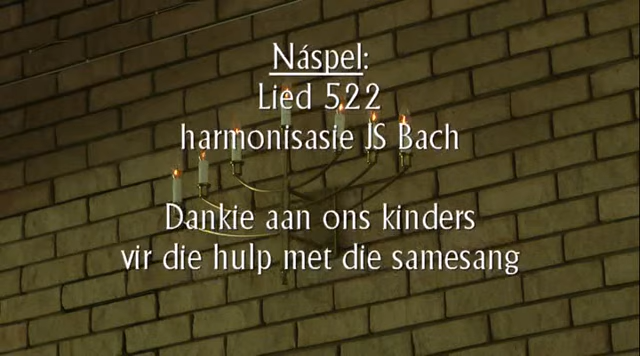 Náspel:
Lied 522
harmonisasie JS Bach
Dankie aan ons kinders
vir die hulp met die samesang